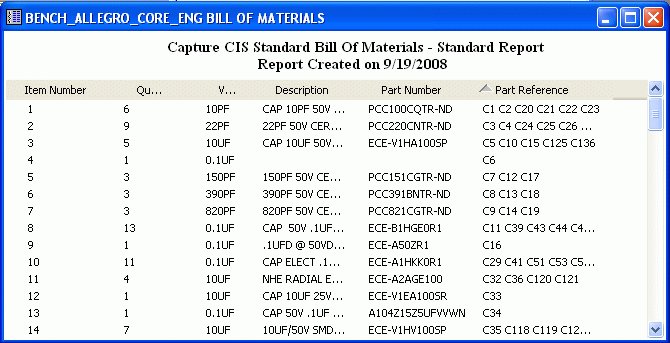 BENCH_ALLEGRO_CORE_ENG BILL OF MATERIALS
Capture CIS Standard Bill Of Materials - Standard Report
Report Created on 9/19/2008
Item Number Qu... V... Description Part Number Part Reference
1 6 10PF CAP 10PF 50V ... PCC100CQTR-ND C1 C2 C20 C21 C22 C23
2 9 22PF 22PF 50V CER... PCC220CNTR-ND C3 C4 C24 C25 C26 ...
3 5 10UF CAP 10UF 50V... ECE-V1HA100SP C5 C10 C15 C125 C136
4 1 0.1UF C6
5 3 150PF 150PF 50V CE... PCC151CGTR-ND C7 C12 C17
6 3 390PF 390PF 50V CE... PCC391BNTR-ND C8 C13 C18
7 3 820PF 820PF 50V CE... PCC821CGTR-ND C9 C14 C19
8 13 0.1UF CAP 50V .1UF... ECE-B1HGE0R1 C11 C39 C43 C44 C4...
9 1 0.1UF .1UFD @ 50VD... ECE-A50ZR1 C16
10 11 0.1UF CAP ELECT .1... ECE-A1HKK0R1 C29 C41 C51 C53 C5...
11 4 10UF NHE RADIAL E... ECE-A2AGE100 C32 C36 C120 C121
12 1 10UF CAP 10UF 25V... ECE-V1EA100SR C33
13 1 0.1UF CAP 50V .1UF ... A104Z15Z5UFVVWN C34
14 7 10UF 10UF/50V SMD... ECE-V1HV100SP C35 C118 C119 C12...